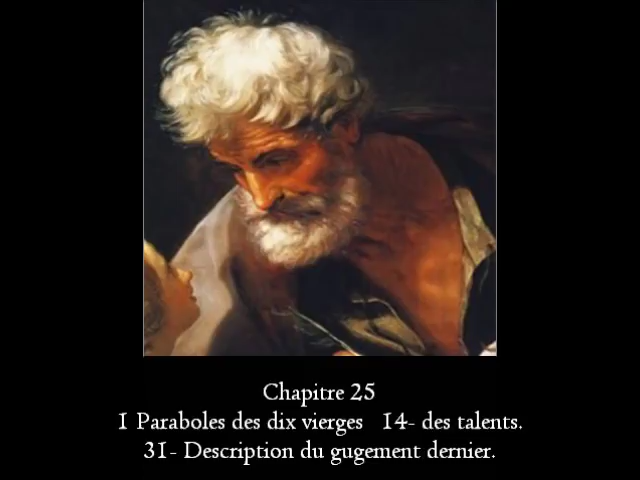 Chapitre 25
1 Paraboles des dix vierges 14- des talents.
31- Description du gugement dernier.